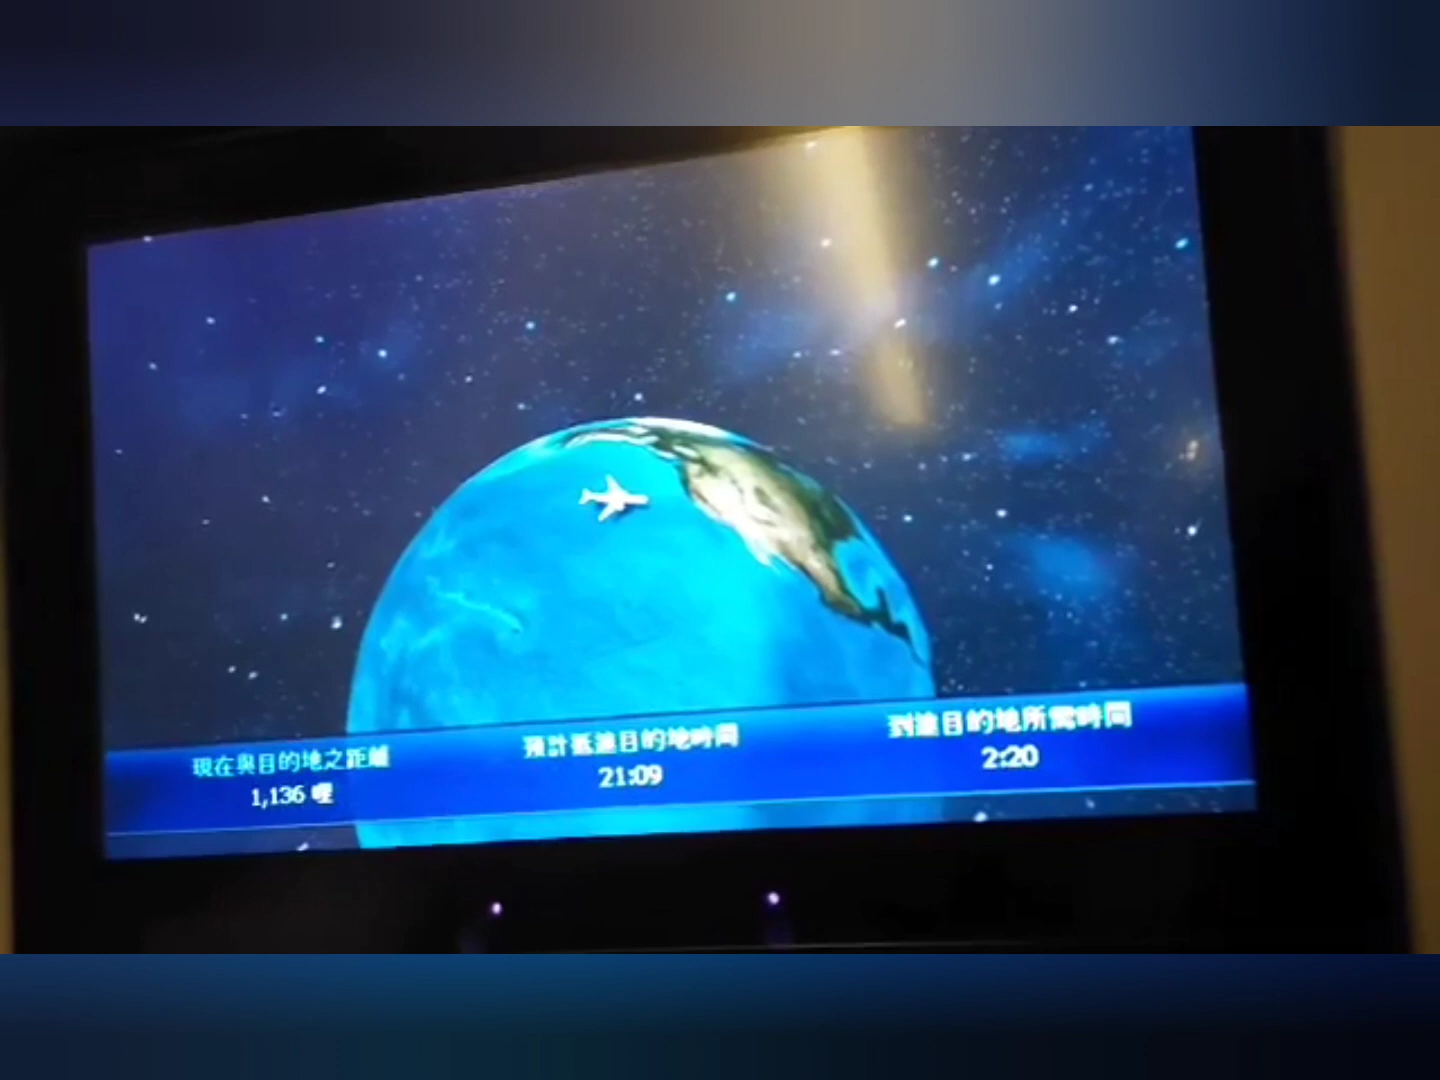 現在與目的地之距離
1,136 哩
預計抵達目的地時間
21:09
到達目的地所需時間
2:20